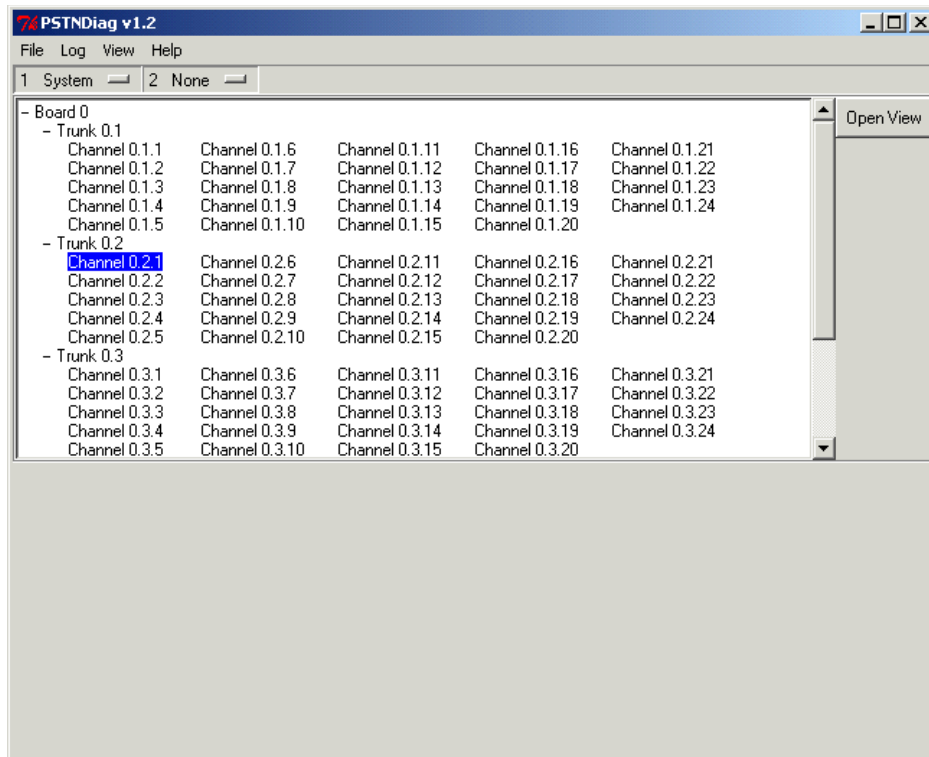 PSTNDiag v1.2
File Log View Help
1 System 2 None
Open View
– Board 0
– Trunk 0.1
Channel 0.1.1 Channel 0.1.6 Channel 0.1.11 Channel 0.1.16 Channel 0.1.21
Channel 0.1.2 Channel 0.1.7 Channel 0.1.12 Channel 0.1.17 Channel 0.1.22
Channel 0.1.3 Channel 0.1.8 Channel 0.1.13 Channel 0.1.18 Channel 0.1.23
Channel 0.1.4 Channel 0.1.9 Channel 0.1.14 Channel 0.1.19 Channel 0.1.24
Channel 0.1.5 Channel 0.1.10 Channel 0.1.15 Channel 0.1.20
– Trunk 0.2
Channel 0.2.1 Channel 0.2.6 Channel 0.2.11 Channel 0.2.16 Channel 0.2.21
Channel 0.2.2 Channel 0.2.7 Channel 0.2.12 Channel 0.2.17 Channel 0.2.22
Channel 0.2.3 Channel 0.2.8 Channel 0.2.13 Channel 0.2.18 Channel 0.2.23
Channel 0.2.4 Channel 0.2.9 Channel 0.2.14 Channel 0.2.19 Channel 0.2.24
Channel 0.2.5 Channel 0.2.10 Channel 0.2.15 Channel 0.2.20
– Trunk 0.3
Channel 0.3.1 Channel 0.3.6 Channel 0.3.11 Channel 0.3.16 Channel 0.3.21
Channel 0.3.2 Channel 0.3.7 Channel 0.3.12 Channel 0.3.17 Channel 0.3.22
Channel 0.3.3 Channel 0.3.8 Channel 0.3.13 Channel 0.3.18 Channel 0.3.23
Channel 0.3.4 Channel 0.3.9 Channel 0.3.14 Channel 0.3.19 Channel 0.3.24
Channel 0.3.5 Channel 0.3.10 Channel 0.3.15 Channel 0.3.20